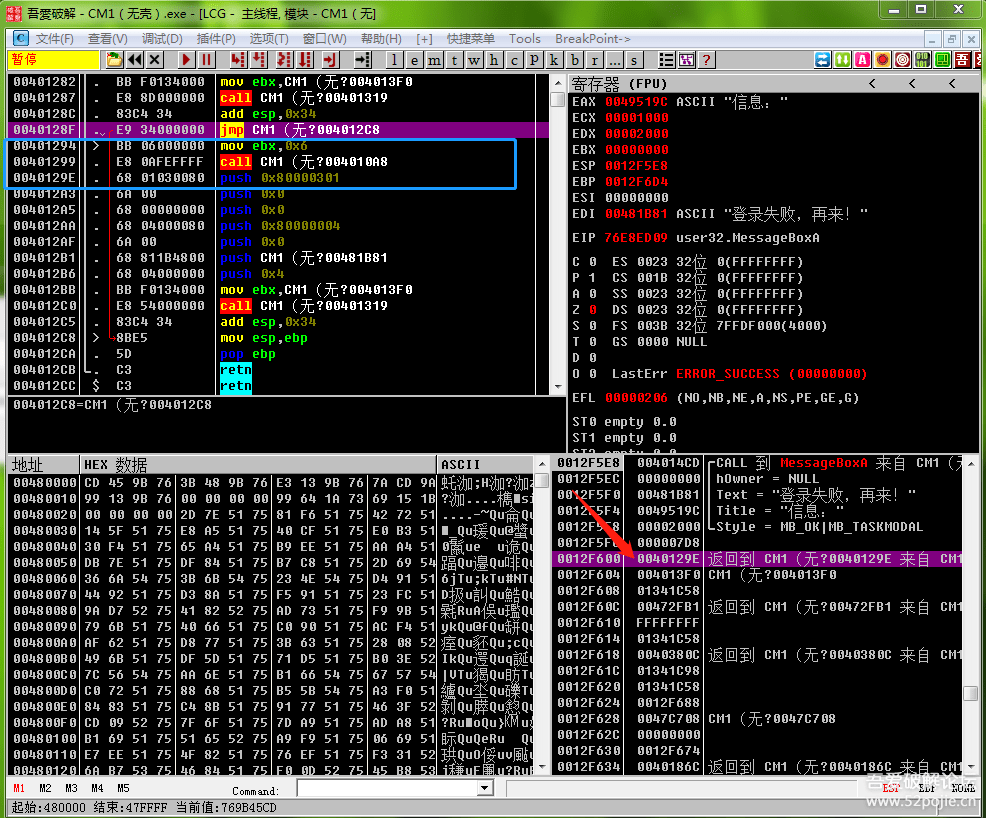 吾愛破解 - CM1（无壳）.exe - [LCG - 主线程, 模块 - CM1（无]
文件(F) 查看(V) 调试(D) 插件(P) 选项(T) 窗口(W) 帮助(H) [+] 快捷菜单 Tools BreakPoint->
暂停 l e m t w h c p k b r ... s ?
00401282 . BB F0134000 mov ebx,CM1（无?004013F0
00401287 . E8 8D000000 call CM1（无?00401319
0040128C . 83C4 34 add esp,0x34
0040128F . E9 34000000 jmp CM1（无?004012C8
00401294 > BB 06000000 mov ebx,0x6
00401299 . E8 0AFEFFFF call CM1（无?004010A8
0040129E . 68 01030080 push 0x80000301
004012A3 . 6A 00 push 0x0
004012A5 . 68 00000000 push 0x0
004012AA . 68 04000080 push 0x80000004
004012AF . 6A 00 push 0x0
004012B1 . 68 811B4800 push CM1（无?00481B81
004012B6 . 68 04000000 push 0x4
004012BB . BB F0134000 mov ebx,CM1（无?004013F0
004012C0 . E8 54000000 call CM1（无?00401319
004012C5 . 83C4 34 add esp,0x34
004012C8 > 8BE5 mov esp,ebp
004012CA . 5D pop ebp
004012CB . C3 retn
004012CC $ C3 retn
004012C8=CM1（无?004012C8
寄存器 (FPU) < < <
EAX 0049519C ASCII "信息："
ECX 00001000
EDX 00002000
EBX 00000000
ESP 0012F5E8
EBP 0012F6D4
ESI 00000000
EDI 00481B81 ASCII "登录失败，再来！"
EIP 76E8ED09 user32.MessageBoxA
C 0 ES 0023 32位 0(FFFFFFFF)
P 1 CS 001B 32位 0(FFFFFFFF)
A 0 SS 0023 32位 0(FFFFFFFF)
Z 0 DS 0023 32位 0(FFFFFFFF)
S 0 FS 003B 32位 7FFDF000(4000)
T 0 GS 0000 NULL
D 0
O 0 LastErr ERROR_SUCCESS (00000000)
EFL 00000206 (NO,NB,NE,A,NS,PE,GE,G)
ST0 empty 0.0
ST1 empty 0.0
地址 HEX 数据 ASCII
00480000 CD 45 9B 76 3B 48 9B 76 E3 13 9B 76 7A CD 9A
00480010 99 13 9B 76 00 00 00 00 99 64 1A 73 69 15 1B
00480020 00 00 00 00 2D 7E 51 75 81 F6 51 75 42 72 51
00480030 14 5F 51 75 E8 A5 51 75 40 CF 51 75 E0 B3 51
00480040 30 F4 51 75 65 A4 51 75 B9 EE 51 75 AA A4 51
00480050 DB 7E 51 75 DF 84 51 75 B7 C8 51 75 2D 69 54
00480060 36 6A 54 75 3B 6B 54 75 23 4E 54 75 D4 91 51
00480070 44 92 51 75 D3 8A 51 75 F5 91 51 75 23 FC 51
00480080 9A D7 52 75 41 82 52 75 AD 73 51 75 F9 9B 51
00480090 79 6B 51 75 40 66 51 75 C0 90 51 75 AC F4 51
004800A0 AF 62 51 75 D8 77 51 75 3B 63 51 75 28 08 52
004800B0 49 6B 51 75 DF 5D 51 75 71 D5 51 75 B0 3E 52
004800C0 7C 56 54 75 AA 6E 51 75 B1 66 54 75 67 57 54
004800D0 C0 72 51 75 88 68 51 75 B5 5B 54 75 A3 F0 51
004800E0 84 83 51 75 C4 8B 51 75 91 77 51 75 46 3F 52
004800F0 CD 09 52 75 7F 6F 51 75 7D A9 51 75 AD A8 51
00480100 B1 69 51 75 51 65 52 75 A9 F9 51 75 06 69 51
00480110 E7 EE 51 75 4F 82 51 75 76 EF 51 75 F3 31 52
00480120 6A B7 53 75 46 84 51 75 F0 0D 52 75 45 B8 53
0012F5E8 004014CD CALL 到 MessageBoxA 来自 CM1（无
0012F5EC 00000000 hOwner = NULL
0012F5F0 00481B81 Text = "登录失败，再来！"
0012F5F4 0049519C Title = "信息："
0012F5F8 00002000 Style = MB_OK|MB_TASKMODAL
0012F5FC 000007D8
0012F600 0040129E 返回到 CM1（无?0040129E 来自 CM1
0012F604 004013F0 CM1（无?004013F0
0012F608 01341C58
0012F60C 00472FB1 返回到 CM1（无?00472FB1 来自 CM1
0012F610 FFFFFFFF
0012F614 01341C58
0012F618 0040380C 返回到 CM1（无?0040380C 来自 CM1
0012F61C 01341C98
0012F620 01341C58
0012F624 0012F688
0012F628 0047C708 CM1（无?0047C708
0012F62C 00000000
0012F630 0012F674
0012F634 0040186C 返回到 CM1（无?0040186C 来自 CM1
M1 M2 M3 M4 M5 Command: ESP EBP NONE
起始:480000 结束:47FFFF 当前值:769B45CD
吾爱破解论坛
www.52pojie.cn